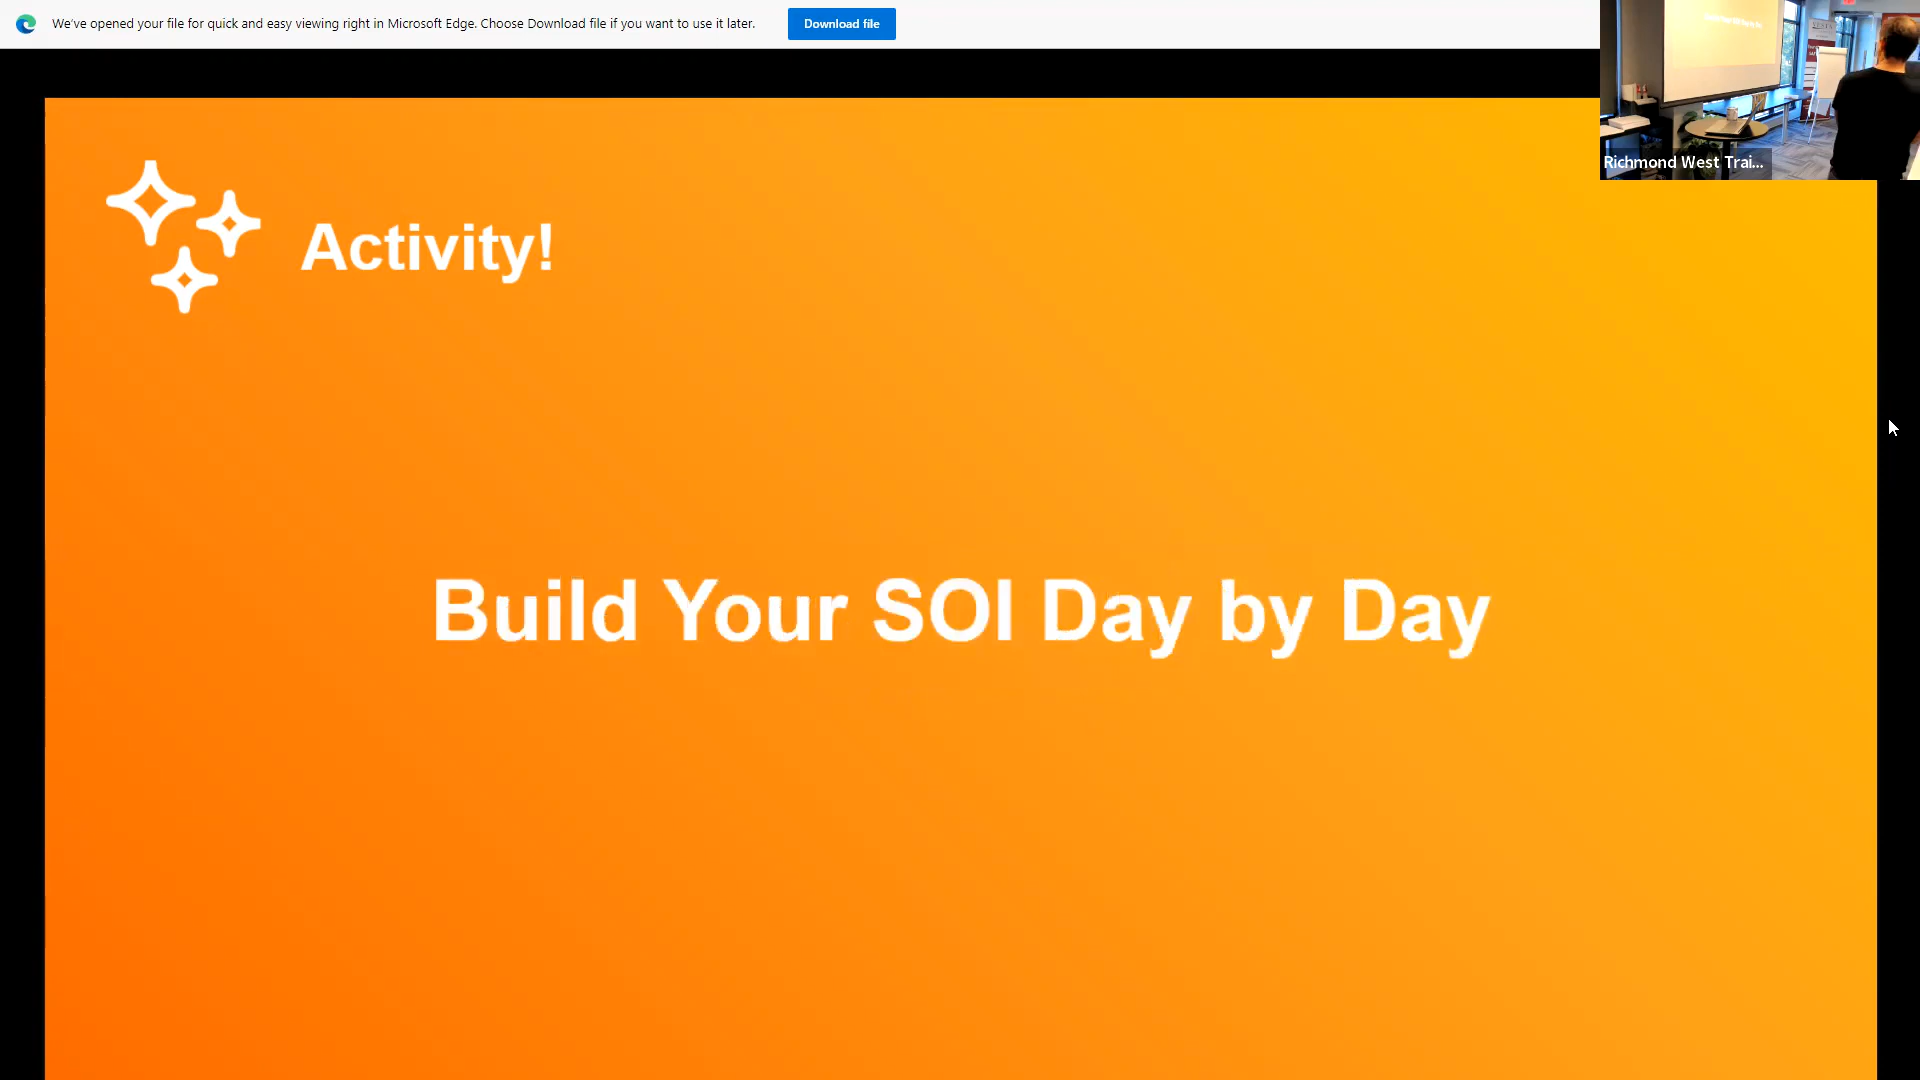 We've opened your file for quick and easy viewing right in Microsoft Edge. Choose Download file if you want to use it later.
Download file
Richmond West Trai...
Activity!
Build Your SOI Day by Day